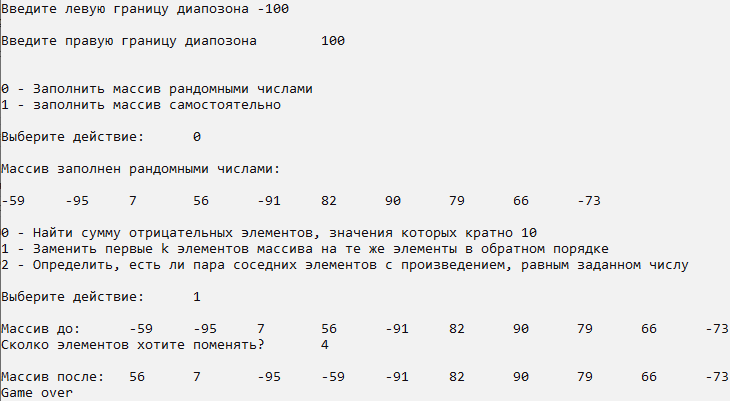 Введите левую границу диапозона -100
Введите правую границу диапозона 100
0 - Заполнить массив рандомными числами
1 - заполнить массив самостоятельно
Выберите действие: 0
Массив заполнен рандомными числами:
-59 -95 7 56 -91 82 90 79 66 -73
0 - Найти сумму отрицательных элементов, значения которых кратно 10
1 - Заменить первые k элементов массива на те же элементы в обратном порядке
2 - Определить, есть ли пара соседних элементов с произведением, равным заданном числу
Выберите действие: 1
Массив до: -59 -95 7 56 -91 82 90 79 66 -73
Сколко элементов хотите поменять? 4
Массив после: 56 7 -95 -59 -91 82 90 79 66 -73
Game over